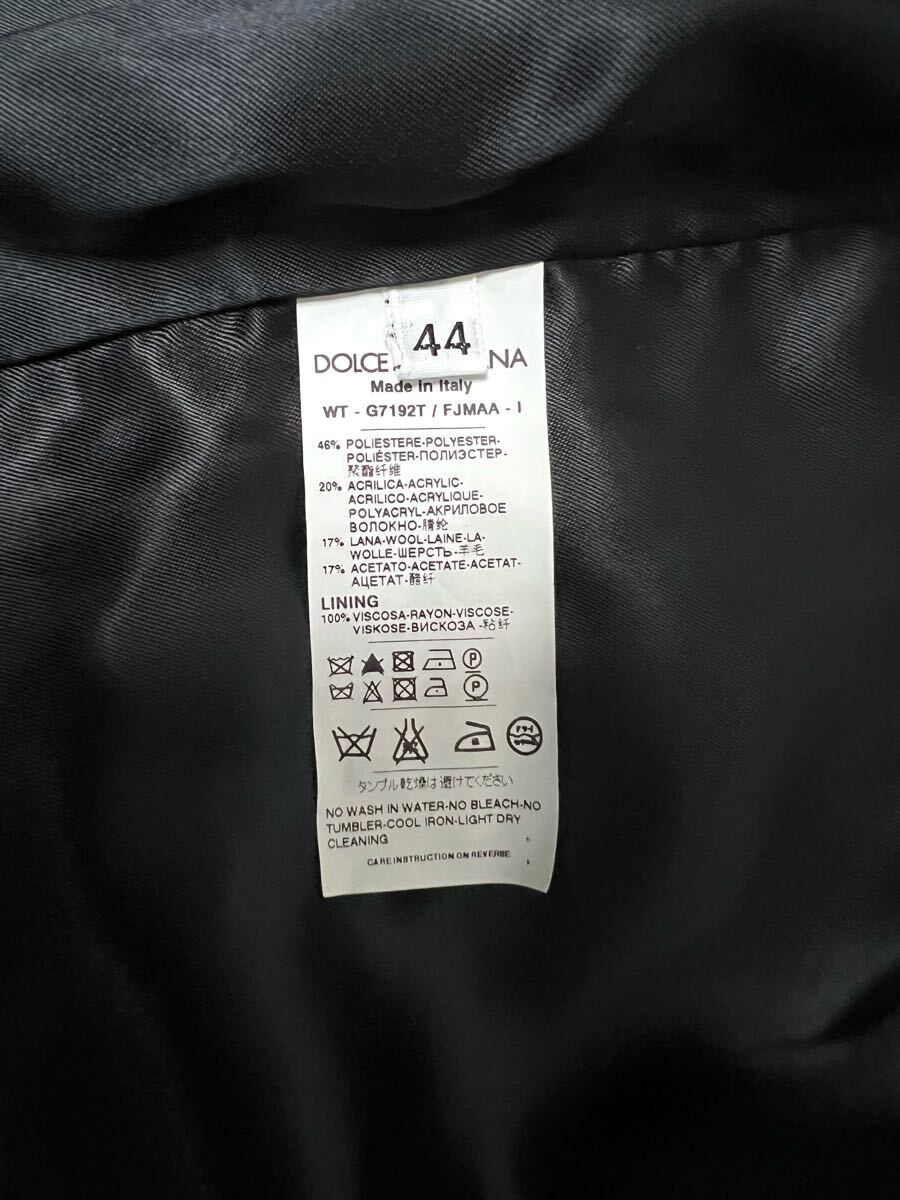 44
DOLCE NA
Made in Italy
WT - G7192T / FJMAA - I
46% POLIESTERE-POLYESTER-
POLIÉSTER-ПОЛИЭСТЕР-
聚酯纤维
20% ACRILICA-ACRYLIC-
ACRILICO-ACRYLIQUE-
POLYACRYL-АКРИЛОВОЕ
ВОЛОКНО-腈纶
17% LANA-WOOL-LAINE-LA-
WOLLE-ШЕРСТЬ-羊毛
17% ACETATO-ACETATE-ACETAT-
АЦЕТАТ-醋纤
LINING
100% VISCOSA-RAYON-VISCOSE-
VISKOSE-ВИСКОЗА -粘纤
P
P
タンブル乾燥は避けてください
NO WASH IN WATER-NO BLEACH-NO
TUMBLER-COOL IRON-LIGHT DRY
CLEANING
CARE INSTRUCTION ON REVERSE